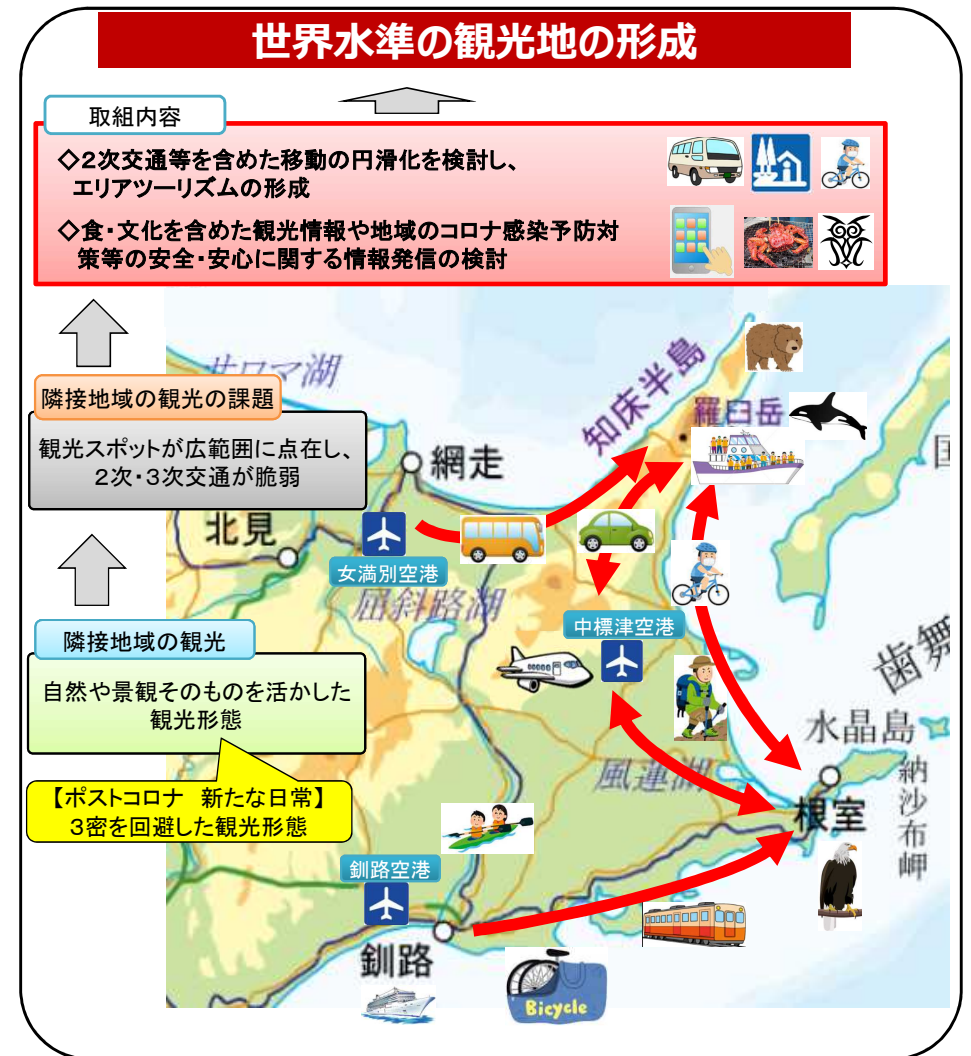 世界水準の観光地の形成
取組内容
◇２次交通等を含めた移動の円滑化を検討し、
エリアツーリズムの形成
◇食・文化を含めた観光情報や地域のコロナ感染予防対
策等の安全・安心に関する情報発信の検討
隣接地域の観光の課題
観光スポットが広範囲に点在し、
２次・３次交通が脆弱
隣接地域の観光
自然や景観そのものを活かした
観光形態
【ポストコロナ　新たな日常】
３密を回避した観光形態
サロマ湖
知床半島
羅臼岳
網走
北見
女満別空港
屈斜路湖
中標津空港
歯舞
水晶島
風蓮湖
納沙布岬
根室
釧路空港
釧路
Bicycle